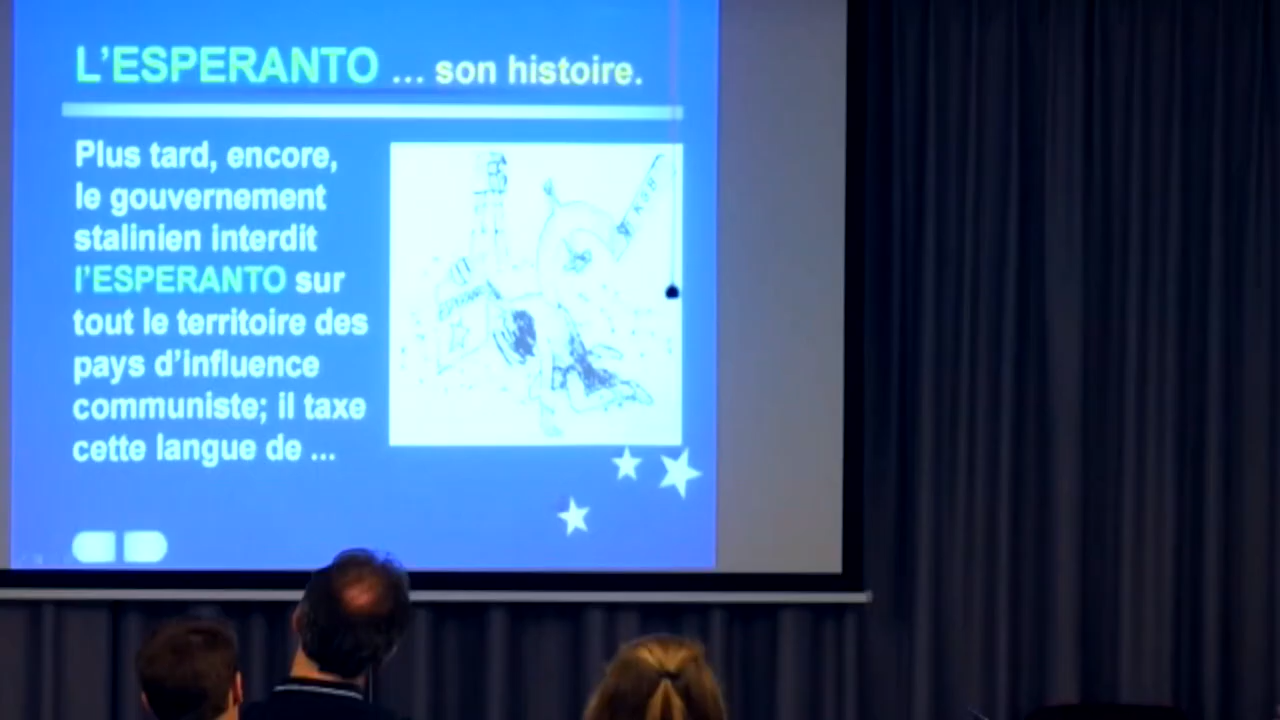 L'ESPERANTO ... son histoire.
Plus tard, encore,
le gouvernement
stalinien interdit
l'ESPERANTO sur
tout le territoire des
pays d'influence
communiste; il taxe
cette langue de ...